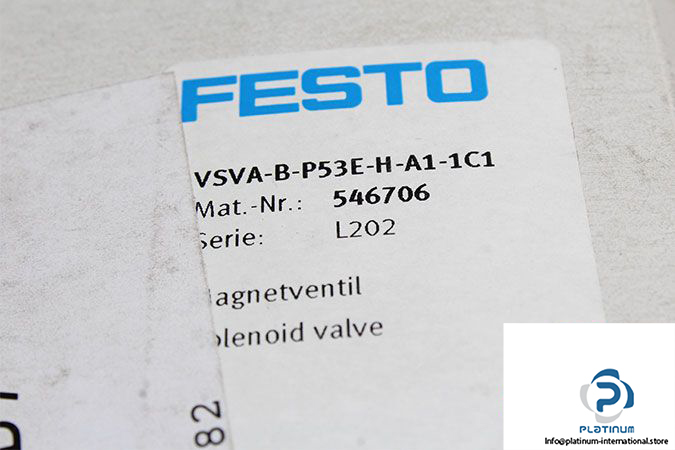 FESTO
VSVA-B-P53E-H-A1-1C1
Mat.-Nr.: 546706
Serie: L202
agnetventil
olenoid valve
82
PLATINUM
Info@platinum-international.store